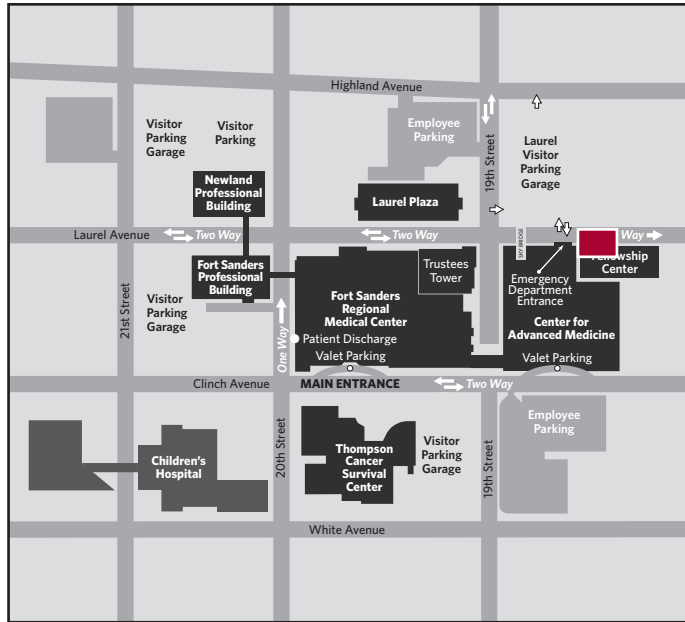 Highland Avenue
Visitor
Parking
Garage
Visitor
Parking
Employee
Parking
19th Street
Laurel
Visitor
Parking
Garage
Newland
Professional
Building
Laurel Plaza
Laurel Avenue
Two Way
Two Way
SKY BRIDGE
Way
Fellowship
Center
Trustees
Tower
Emergency
Department
Entrance
Fort Sanders
Professional
Building
Visitor
Parking
Garage
21st Street
One Way
Fort Sanders
Regional
Medical Center
Patient Discharge
Valet Parking
Center for
Advanced Medicine
Valet Parking
Clinch Avenue
MAIN ENTRANCE
Two Way
20th Street
Children's
Hospital
Thompson
Cancer
Survival
Center
Visitor
Parking
Garage
19th Street
Employee
Parking
White Avenue